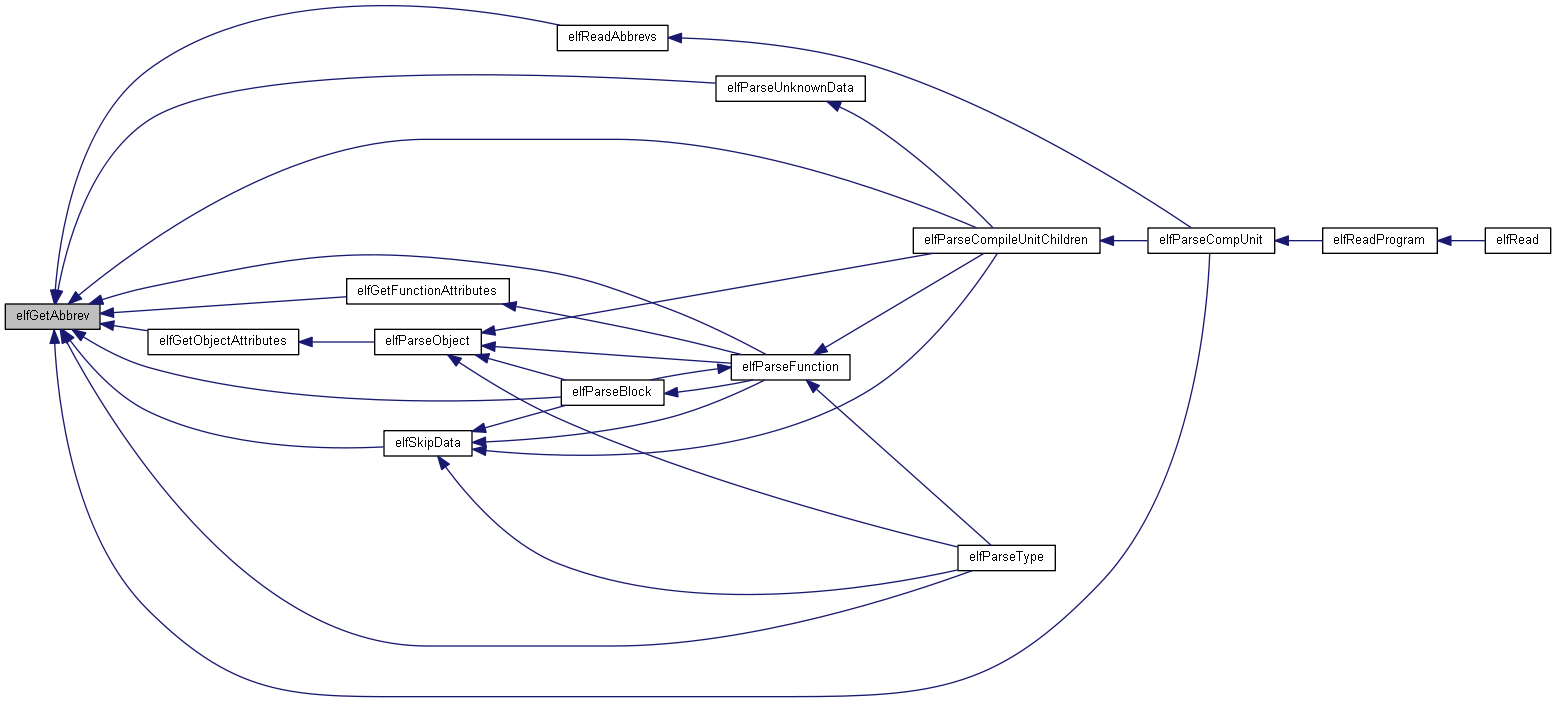 elfReadAbbrevs
elfParseUnknownData
elfParseCompileUnitChildren
elfParseCompUnit
elfReadProgram
elfRead
elfGetFunctionAttributes
elfGetAbbrev
elfGetObjectAttributes
elfParseObject
elfParseFunction
elfParseBlock
elfSkipData
elfParseType